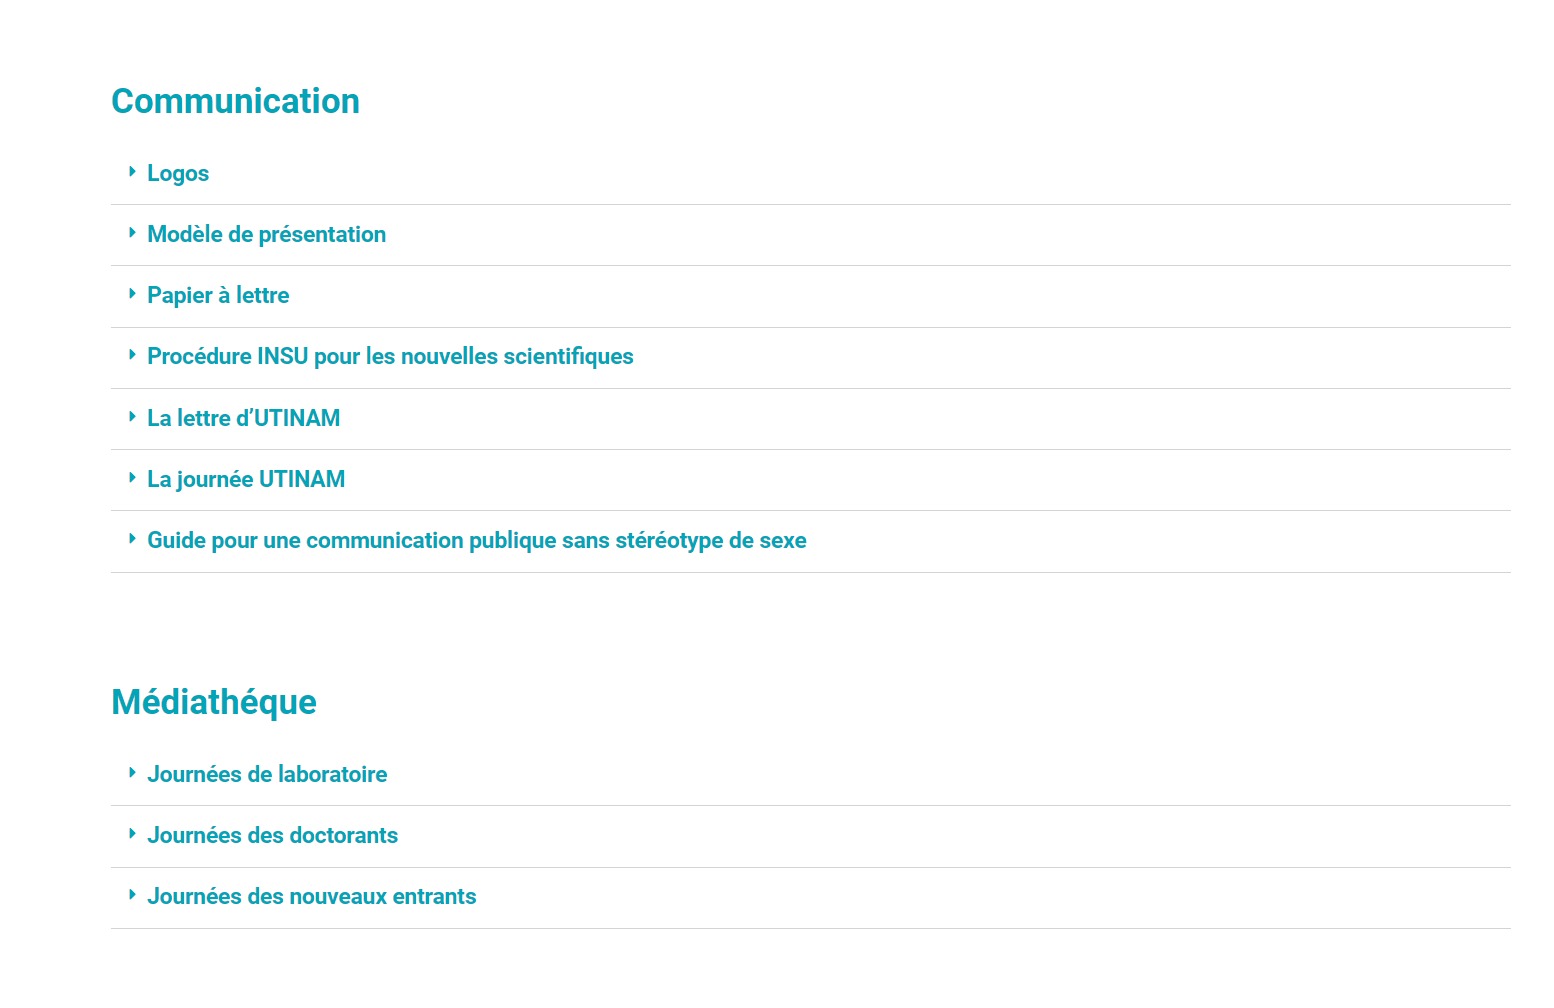 Communication
Logos
Modèle de présentation
Papier à lettre
Procédure INSU pour les nouvelles scientifiques
La lettre d’UTINAM
La journée UTINAM
Guide pour une communication publique sans stéréotype de sexe
Médiathéque
Journées de laboratoire
Journées des doctorants
Journées des nouveaux entrants